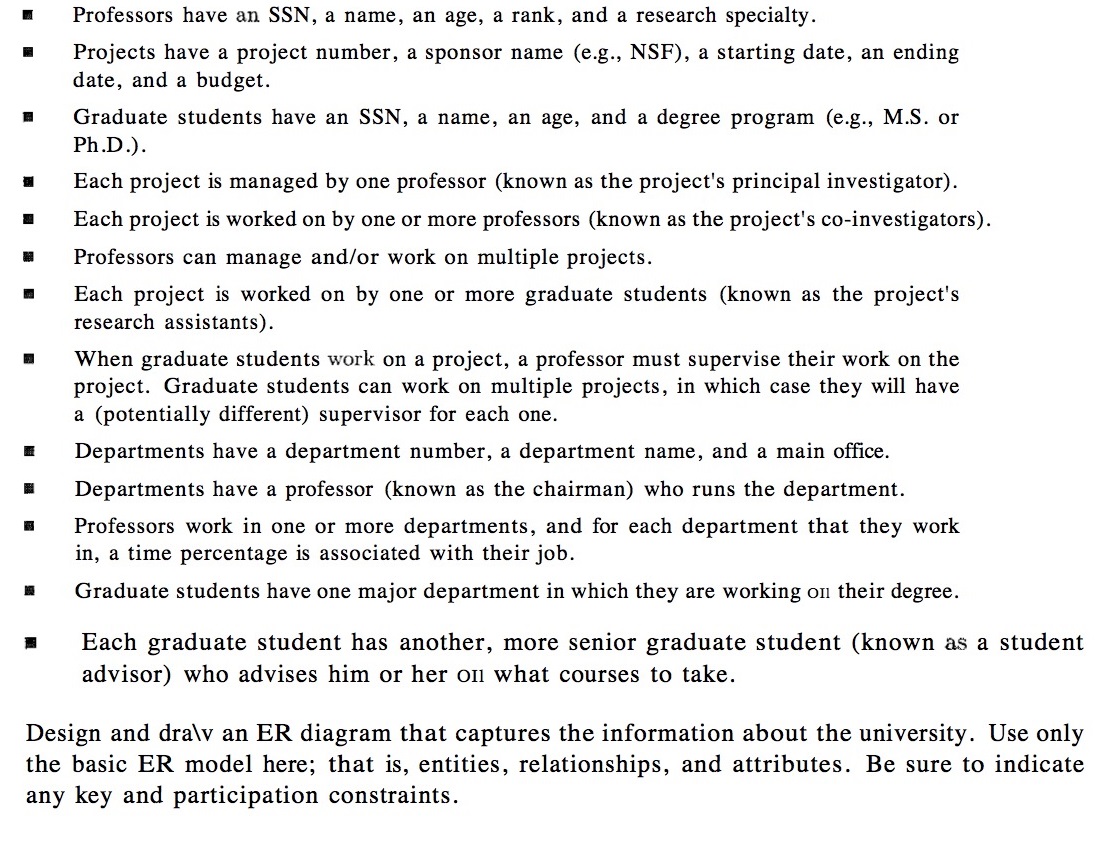 Professors have an SSN, a name, an age, a rank, and a research specialty.
Projects have a project number, a sponsor name (e.g., NSF), a starting date, an ending
date, and a budget.
Graduate students have an SSN, a name, an age, and a degree program (e.g., M.S. or
Ph.D.).
Each project is managed by one professor (known as the project's principal investigator).
Each project is worked on by one or more professors (known as the project's co-investigators).
Professors can manage and/or work on multiple projects.
Each project is worked on by one or more graduate students (known as the project's
research assistants).
When graduate students work on a project, a professor must supervise their work on the
project. Graduate students can work on multiple projects, in which case they will have
a (potentially different) supervisor for each one.
Departments have a department number, a department name, and a main office.
Departments have a professor (known as the chairman) who runs the department.
Professors work in one or more departments, and for each department that they work
in, a time percentage is associated with their job.
Graduate students have one major department in which they are working on their degree.
Each graduate student has another, more senior graduate student (known as a student
advisor) who advises him or her on what courses to take.
Design and dra\v an ER diagram that captures the information about the university. Use only
the basic ER model here; that is, entities, relationships, and attributes. Be sure to indicate
any key and participation constraints.